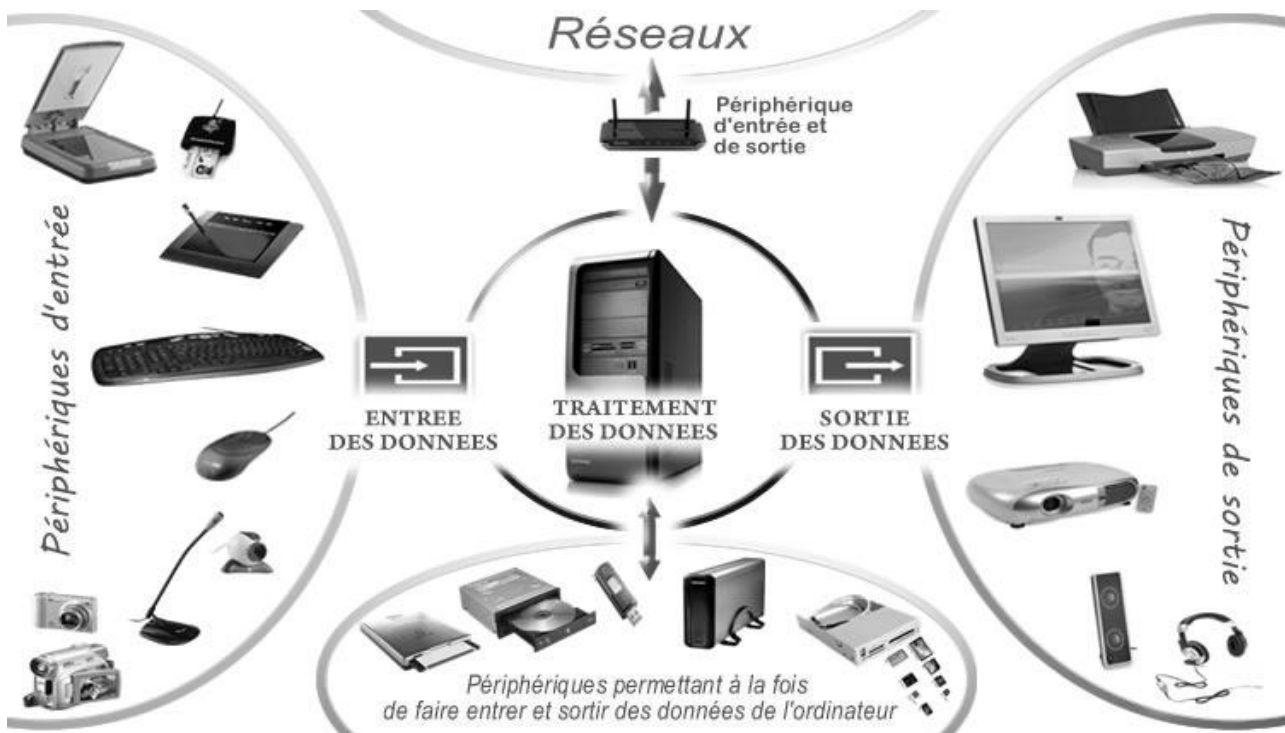 Réseaux
Périphérique
d'entrée et
de sortie
Périphériques d'entrée
ENTREE
DES DONNEES
TRAITEMENT
DES DONNEES
SORTIE
DES DONNEES
Périphériques de sortie
Périphériques permettant à la fois
de faire entrer et sortir des données de l'ordinateur